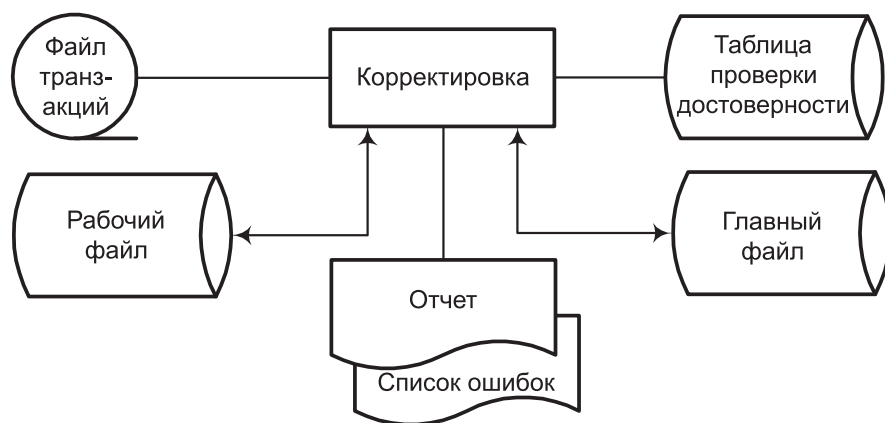 Файл
транз-
акций
Корректировка
Таблица
проверки
достоверности
Рабочий
файл
Главный
файл
Отчет
Список ошибок